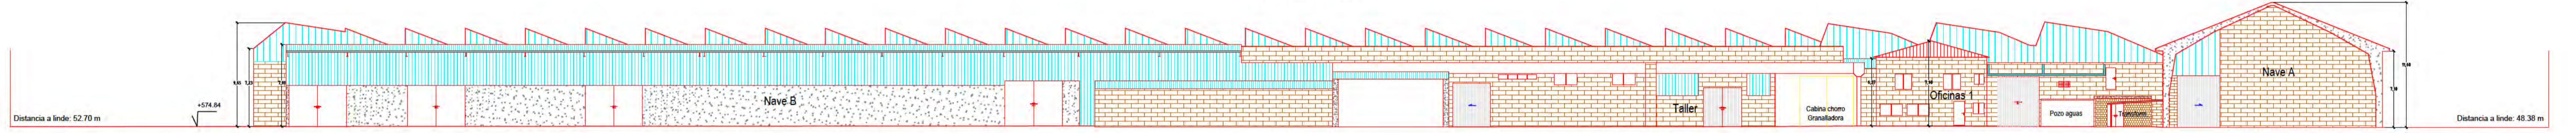 Distancia a linde: 52.70 m
+574.84
Nave B
Taller
Cabina chorro
Granalladora
Oficinas 1
Pozo aguas
Transform.
Nave A
Distancia a linde: 48.38 m